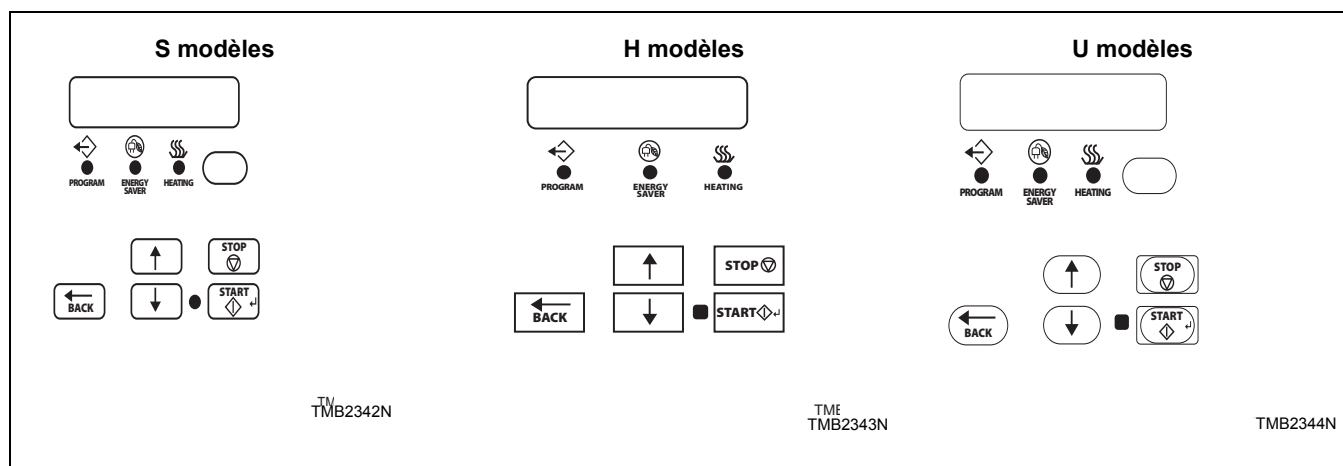 S modèles
PROGRAM
ENERGY SAVER
HEATING
STOP
BACK
START
TM
TMB2342N
H modèles
PROGRAM
ENERGY SAVER
HEATING
STOP
BACK
START
TMB2343N
U modèles
PROGRAM
ENERGY SAVER
HEATING
STOP
BACK
START
TMB2344N